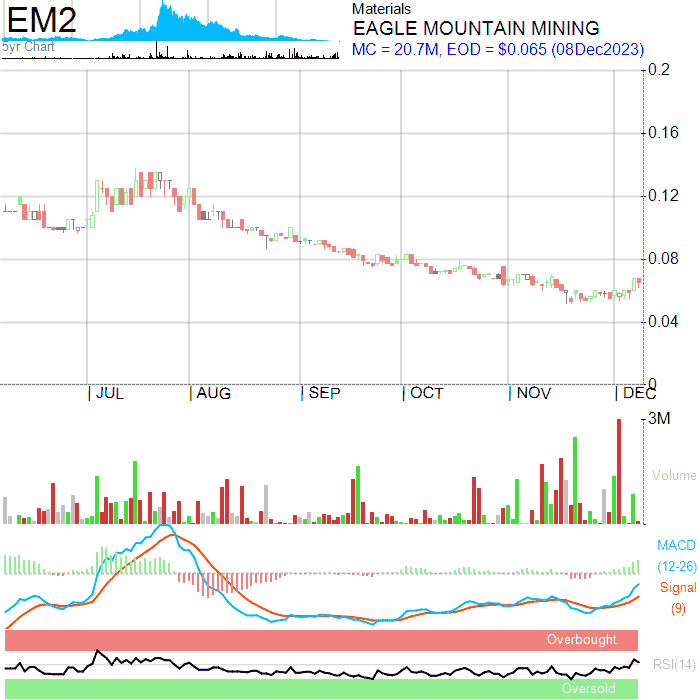 EM2
5yr Chart
Materials
EAGLE MOUNTAIN MINING
MC = 20.7M, EOD = $0.065 (08Dec2023)
0.2
0.16
0.12
0.08
0.04
0
JUL AUG SEP OCT NOV DEC
3M
Volume
MACD
(12-26)
Signal
(9)
Overbought
RSI(14)
Oversold